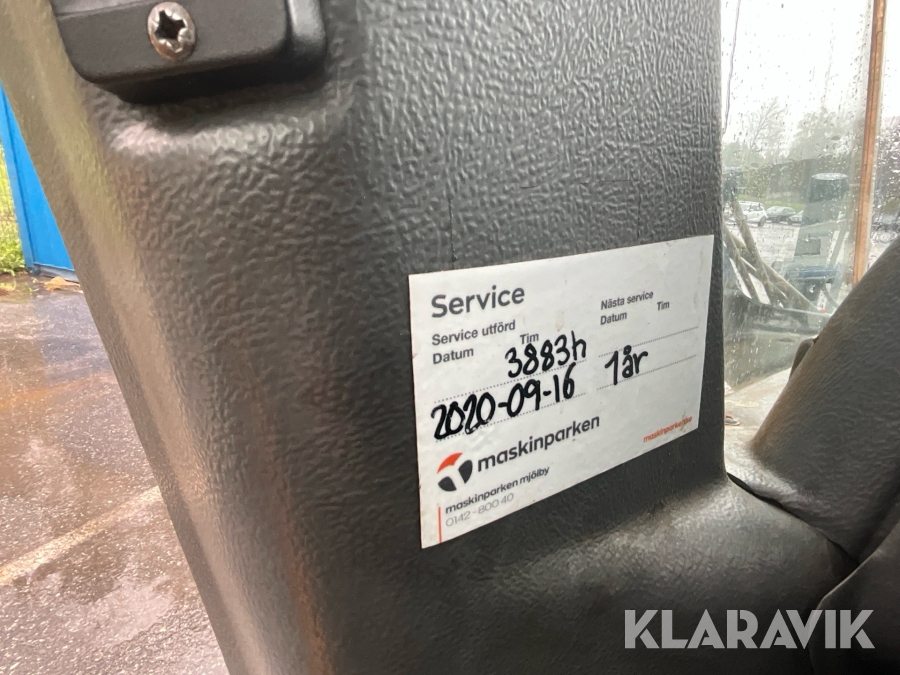 Service
Service utförd
Datum Tim
Nästa service
Datum Tim
3883h
2020-09-16 1år
maskinparken
maskinparken.se
maskinparken mjölby
0142 - 800 40
KLARAVIK